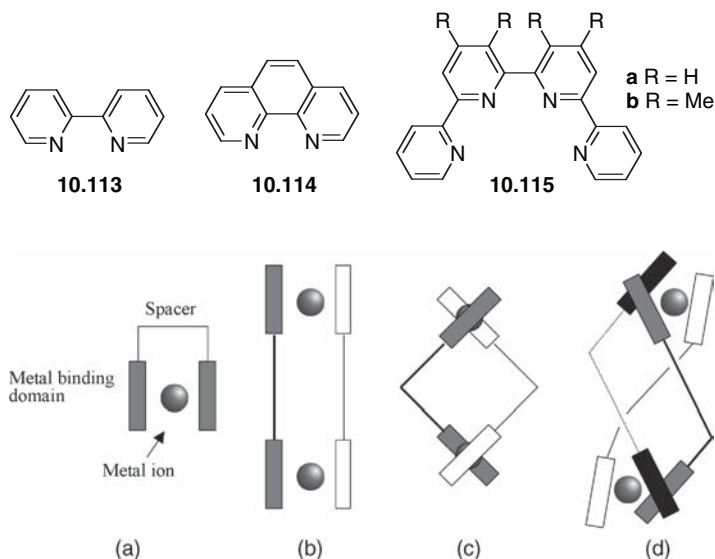 R R R R
a R = H
b R = Me
N N
N N
N N
N N
10.113 10.114 10.115
Spacer
Metal binding
domain
Metal ion
(a) (b) (c) (d)